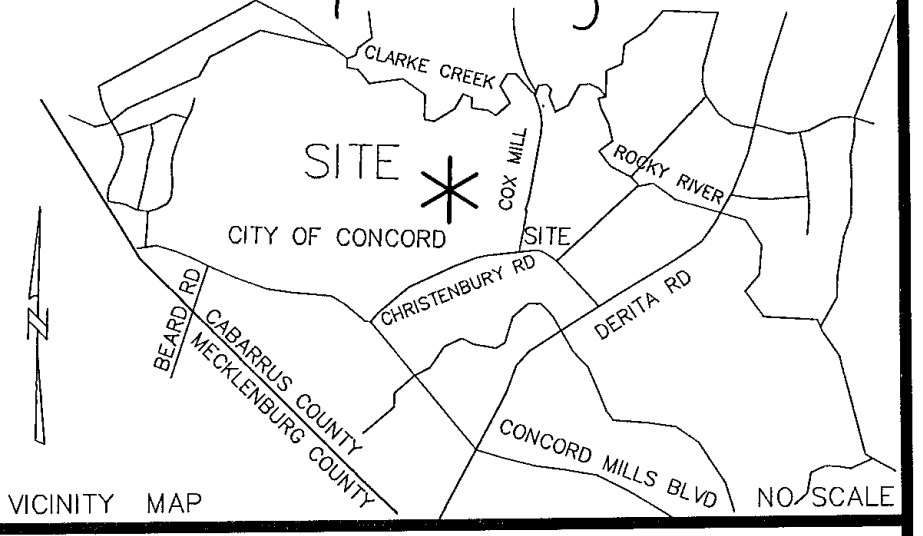 CLARKE CREEK
SITE
COX MILL
ROCKY RIVER
CITY OF CONCORD
SITE
CHRISTENBURY RD
BEARD RD
DERITA RD
CABARRUS COUNTY
MECKLENBURG COUNTY
CONCORD MILLS BLVD
N
VICINITY MAP
NO SCALE